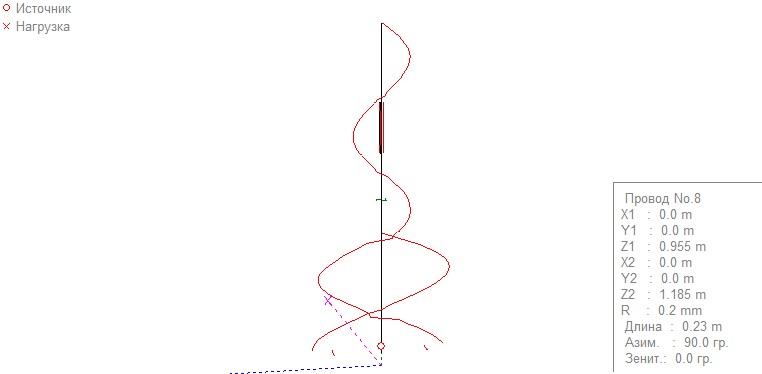 Источник
Нагрузка
Провод No.8
X1 : 0.0 m
Y1 : 0.0 m
Z1 : 0.955 m
X2 : 0.0 m
Y2 : 0.0 m
Z2 : 1.185 m
R : 0.2 mm
Длина : 0.23 m
Азим. : 90.0 гр.
Зенит.: 0.0 гр.